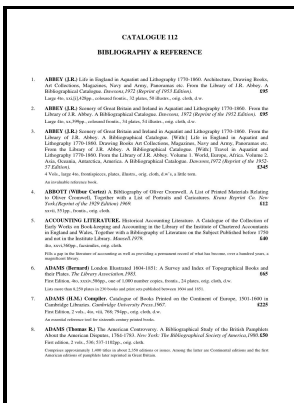 CATALOGUE 112
BIBLIOGRAPHY & REFERENCE
1. ABBEY (J.R.) Life in England in Aquatint and Lithography 1770-1860. Architecture, Drawing Books,
Art Collections, Magazines, Navy and Army, Panoramas etc. From the Library of J.R. Abbey. A
Bibliographical Catalogue. Dawsons, 1972 (Reprint of 1953 Edition). £95
Large 4to, xxi,[i],428pp., coloured frontis., 32 plates, 50 illustrs., orig. cloth, d.w.
2. ABBEY (J.R.) Scenery of Great Britain and Ireland in Aquatint and Lithography 1770-1860. From the
Library of J.R. Abbey. A Bibliographical Catalogue. Dawsons, 1972 (Reprint of 1952 Edition). £95
Large 4to, xx,399pp., coloured frontis., 34 plates, 54 illustrs., orig. cloth, d.w.
3. ABBEY (J.R.) Scenery of Great Britain and Ireland in Aquatint and Lithography 1770-1860. From the
Library of J.R. Abbey. A Bibliographical Catalogue. [With:] Life in England in Aquatint and
Lithography 1770-1860. Drawing Books Art Collections, Magazines, Navy and Army, Panoramas etc.
From the Library of J.R. Abbey. A Bibliographical Catalogue. [With] Travel in Aquatint and
Lithography 1770-1860. From the Library of J.R. Abbey. Volume 1. World, Europe, Africa. Volume 2.
Asia, Oceania, Antarctica, America. A Bibliographical Catalogue. Dawsons, 1972 (Reprint of the 1952-
57 Edition) £345
4 Vols., large 4to, frontispieces, plates, illustrs., orig. cloth, d.w.'s, a little torn.
An invaluable reference book.
4. ABBOTT (Wilbur Cortez) A Bibliography of Oliver Cromwell. A List of Printed Materials Relating
to Oliver Cromwell, Together with a List of Portraits and Caricatures. Kraus Reprint Co. New
York.(Reprint of the 1929 Edition) 1969. £12
xxviii, 551pp., frontis., orig. cloth.
5. ACCOUNTING LITERATURE. Historical Accounting Literature. A Catalogue of the Collection of
Early Works on Book-keeping and Accounting in the Library of the Institute of Chartered Accountants
in England and Wales, Together with a Bibliography of Literature on the Subject Published before 1750
and not in the Institute Library. Mansell.1975. £40
4to, xxvi,360pp., facsimiles, orig. cloth.
Fills a gap in the literature of accounting as well as providing a permanent record of what has become, over a hundred years, a
magnificent library.
6. ADAMS (Bernard) London Illustrated 1604-1851: A Survey and Index of Topographical Books and
their Plates. The Library Association.1983. £65
First Edition, 4to, xxxiv,586pp., one of 1,000 number copies, frontis., 24 plates, orig. cloth, d.w.
Lists more than 8,259 plates in 230 books and print sets published between 1604 and 1851.
7. ADAMS (H.M.) Compiler. Catalogue of Books Printed on the Continent of Europe, 1501-1600 in
Cambridge Libraries. Cambridge University Press.1967. £225
First Edition, 2 vols., 4to, viii, 766; 794pp., orig. cloth, d.w.
An essential reference tool for sixteenth century printed books.
8. ADAMS (Thomas R.) The American Controversy. A Bibliographical Study of the British Pamphlets
About the American Disputes, 1764-1783. New York: The Bibliographical Society of America,1980.£50
First edition, 2 vols., 536; 537-1102pp., orig. cloth.
Comprises approximately 1,400 titles in about 2,350 editions or issues. Among the latter are Continental editions and the first
American editions of pamphlets later reprinted in Great Britain.